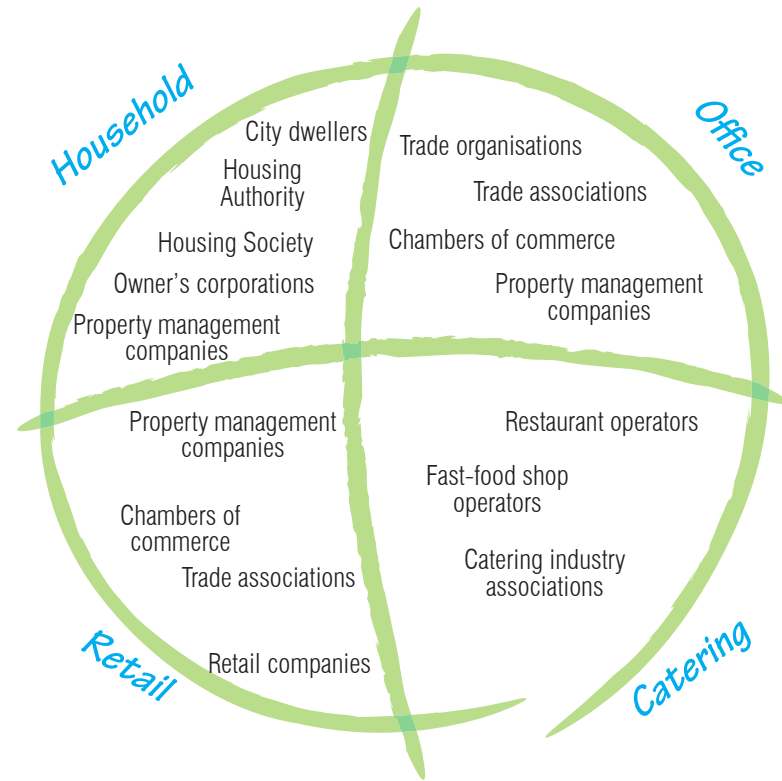 Household
City dwellers
Housing
Authority
Housing Society
Owner's corporations
Property management
companies
Office
Trade organisations
Trade associations
Chambers of commerce
Property management
companies
Property management
companies
Chambers of
commerce
Trade associations
Retail companies
Retail
Restaurant operators
Fast-food shop
operators
Catering industry
associations
Catering